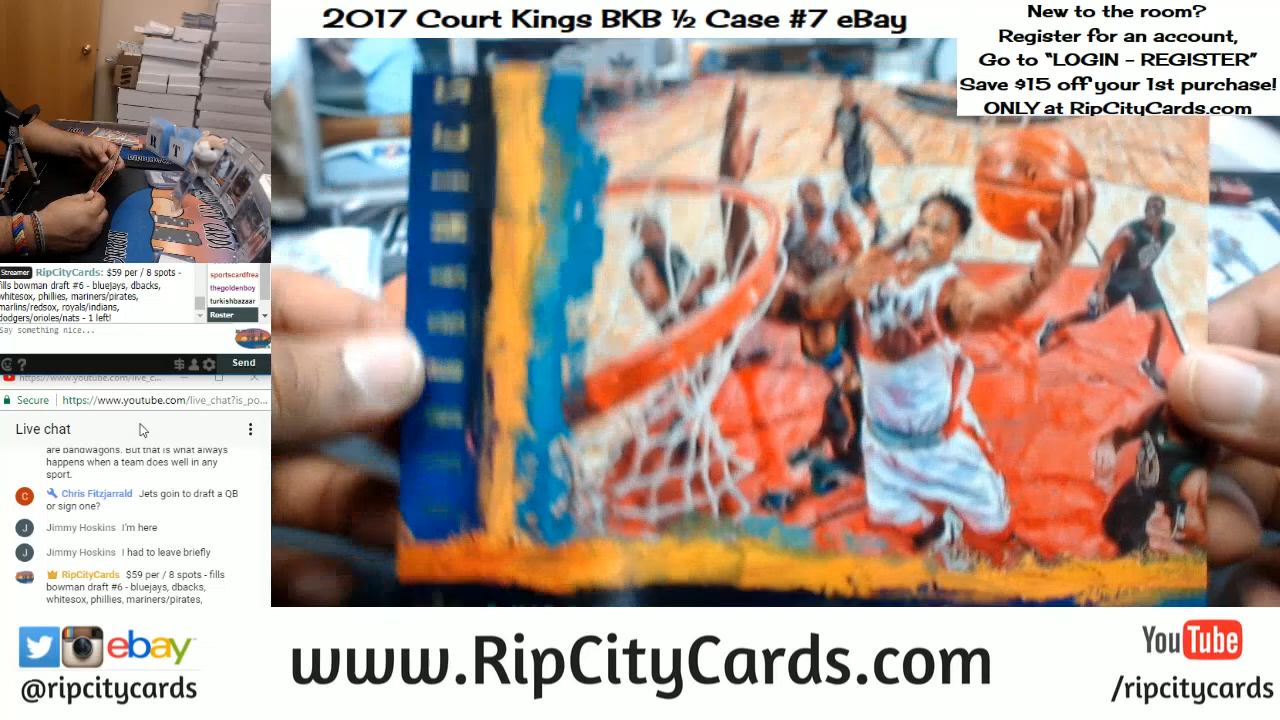 2017 Court Kings BKB ½ Case #7 eBay
New to the room?
Register for an account,
Go to “LOGIN - REGISTER”
Save $15 off your 1st purchase!
ONLY at RipCityCards.com
R T
Streamer RipCityCards: $59 per / 8 spots -
fills bowman draft #6 - bluejays, dbacks,
whitesox, phillies, mariners/pirates,
marlins/redsox, royals/indians,
dodgers/orioles/nats - 1 left!
sportscardfrea
thegoldenboy
turkishbazaar
Roster
Say something nice...
Send
https://www.youtube.com/live_c...
Secure https://www.youtube.com/live_chat?is_po...
Live chat
are bandwagons. But that is what always
happens when a team does well in any
sport.
C Chris Fitzjarrald Jets goin to draft a QB
or sign one?
J Jimmy Hoskins I'm here
J Jimmy Hoskins I had to leave briefly
RipCityCards $59 per / 8 spots - fills
bowman draft #6 - bluejays, dbacks,
whitesox, phillies, mariners/pirates,
ebay
@ripcitycards
www.RipCityCards.com
YouTube
/ripcitycards